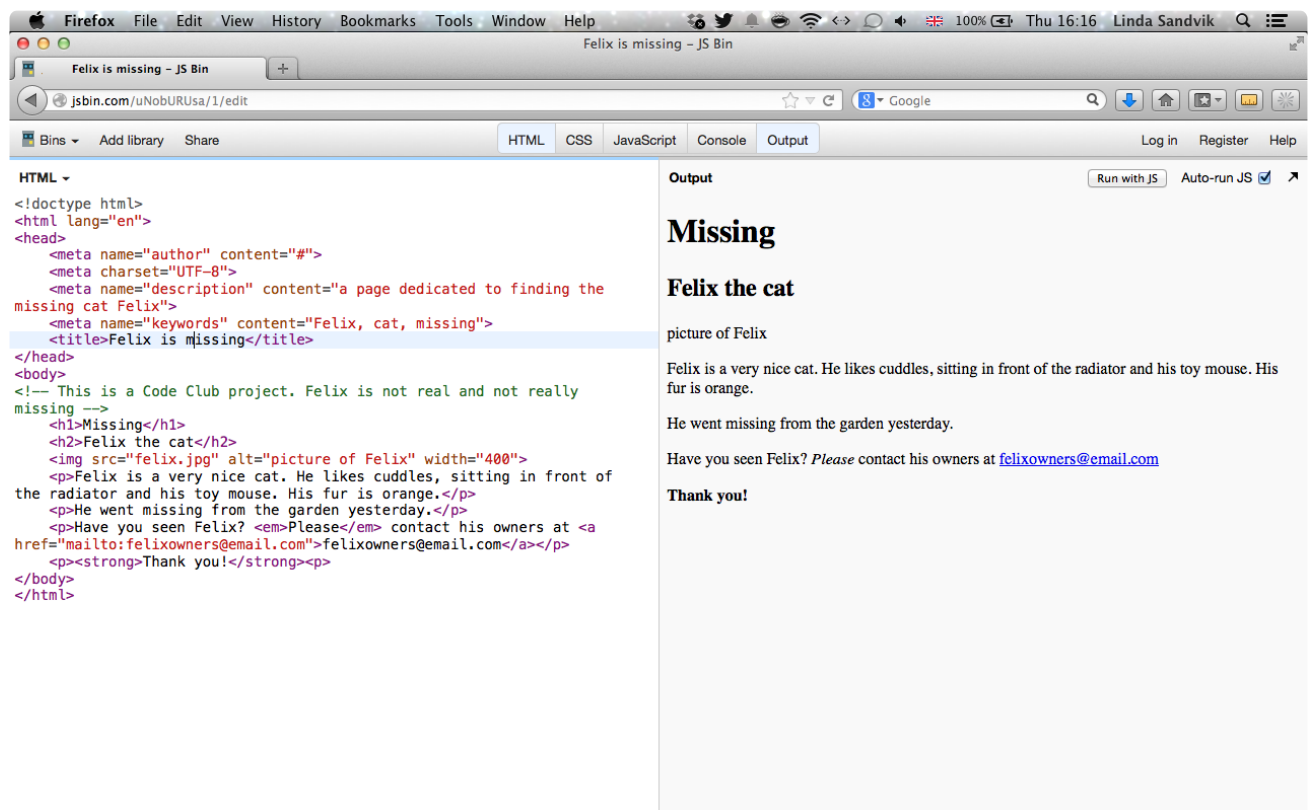 Firefox File Edit View History Bookmarks Tools Window Help 100% Thu 16:16 Linda Sandvik
Felix is missing – JS Bin
Felix is missing – JS Bin
jsbin.com/uNobURUsa/1/edit
Google
Bins Add library Share HTML CSS JavaScript Console Output Log in Register Help
HTML
<!doctype html>
<html lang="en">
<head>
    <meta name="author" content="#">
    <meta charset="UTF-8">
    <meta name="description" content="a page dedicated to finding the
missing cat Felix">
    <meta name="keywords" content="Felix, cat, missing">
    <title>Felix is missing</title>
</head>
<body>
<!-- This is a Code Club project. Felix is not real and not really
missing -->
    <h1>Missing</h1>
    <h2>Felix the cat</h2>
    <img src="felix.jpg" alt="picture of Felix" width="400">
    <p>Felix is a very nice cat. He likes cuddles, sitting in front of
the radiator and his toy mouse. His fur is orange.</p>
    <p>He went missing from the garden yesterday.</p>
    <p>Have you seen Felix? <em>Please</em> contact his owners at <a
href="mailto:felixowners@email.com">felixowners@email.com</a></p>
    <p><strong>Thank you!</strong><p>
</body>
</html>
Output Run with JS Auto-run JS
Missing
Felix the cat
picture of Felix
Felix is a very nice cat. He likes cuddles, sitting in front of the radiator and his toy mouse. His
fur is orange.
He went missing from the garden yesterday.
Have you seen Felix? Please contact his owners at felixowners@email.com
Thank you!